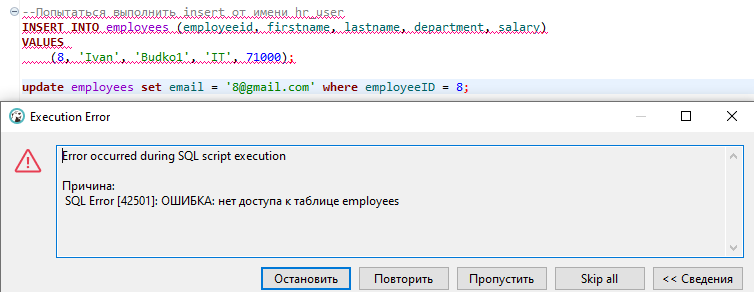 --Попытаться выполнить insert от имени hr_user
INSERT INTO employees (employeeid, firstname, lastname, department, salary)
VALUES
(8, 'Ivan', 'Budko1', 'IT', 71000);
update employees set email = '8@gmail.com' where employeeID = 8;
Execution Error
Error occurred during SQL script execution
Причина:
SQL Error [42501]: ОШИБКА: нет доступа к таблице employees
Остановить Повторить Пропустить Skip all << Сведения